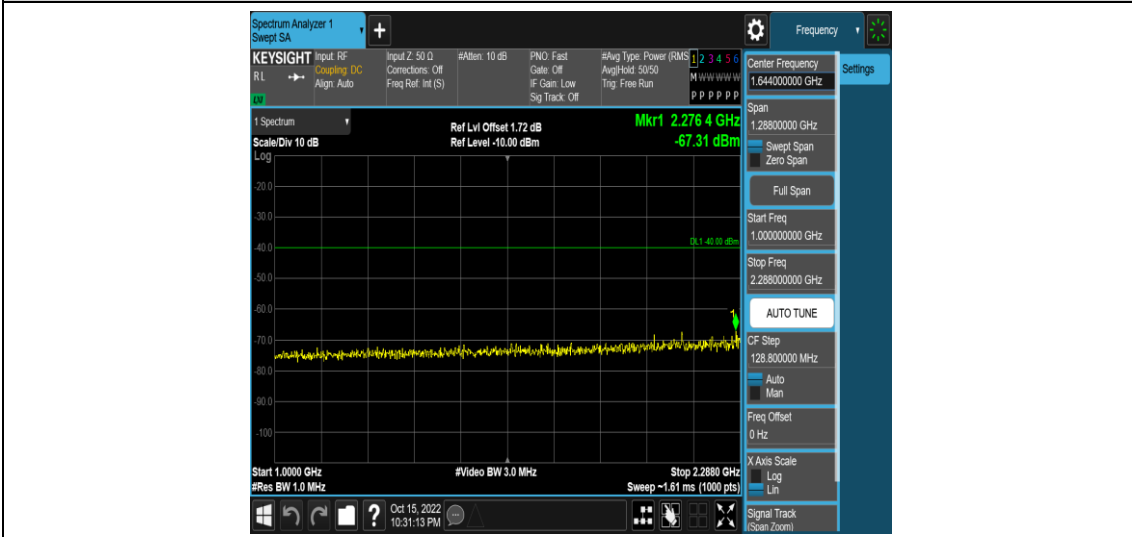 Spectrum Analyzer 1
Swept SA
+
Frequency
KEYSIGHT
RL
LXI
Input: RF
Coupling: DC
Align: Auto
Input Z: 50 Ω
Corrections: Off
Freq Ref: Int (S)
#Atten: 10 dB
PNO: Fast
Gate: Off
IF Gain: Low
Sig Track: Off
#Avg Type: Power (RMS
Avg|Hold: 50/50
Trig: Free Run
1 2 3 4 5 6
M W W W W W
P P P P P P
Center Frequency
1.644000000 GHz
Settings
Span
1.28800000 GHz
Swept Span
Zero Span
Full Span
Start Freq
1.000000000 GHz
Stop Freq
2.288000000 GHz
AUTO TUNE
CF Step
128.800000 MHz
Auto
Man
Freq Offset
0 Hz
X Axis Scale
Log
Lin
Signal Track
(Span Zoom)
1 Spectrum
Scale/Div 10 dB
Log
Ref Lvl Offset 1.72 dB
Ref Level -10.00 dBm
Mkr1 2.276 4 GHz
-67.31 dBm
-20.0
-30.0
-40.0
DL1 -40.00 dBm
-50.0
-60.0
1
-70.0
-80.0
-90.0
-100
Start 1.0000 GHz
#Video BW 3.0 MHz
Stop 2.2880 GHz
#Res BW 1.0 MHz
Sweep ~1.61 ms (1000 pts)
?
Oct 15, 2022
10:31:13 PM